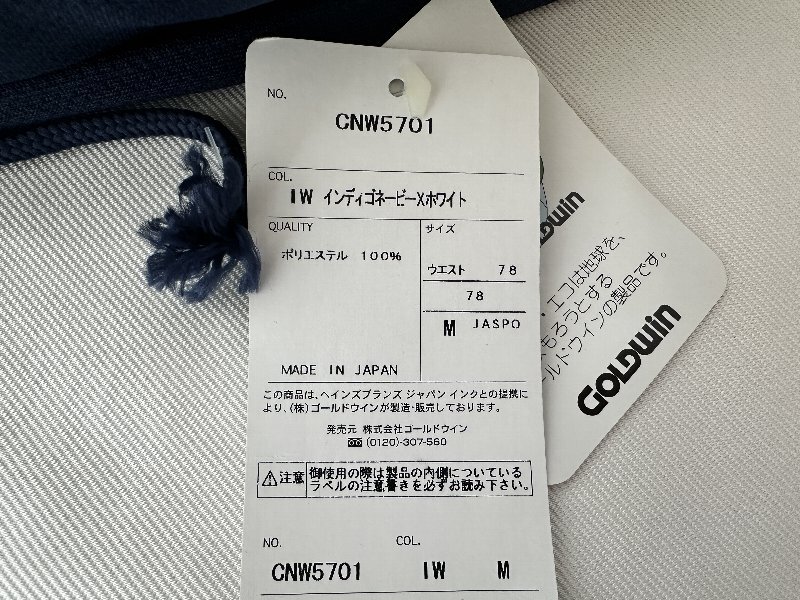 NO.
CNW5701
COL.
IW インディゴネービーXホワイト
QUALITY
ポリエステル 100%
サイズ
ウエスト 78
78
M JASPO
MADE IN JAPAN
この商品は、ヘインズブランズ ジャパン インクとの提携に
より、(株)ゴールドウインが製造・販売しております。
発売元 株式会社ゴールドウイン
(0120)-307-560
注意
御使用の際は製品の内側についている
ラベルの注意書きを必ずお読み下さい。
NO.
COL.
CNW5701 IW M
dwin
エコは地球を、
もろうとする
ルドウインの製品です。
GOLDWIN